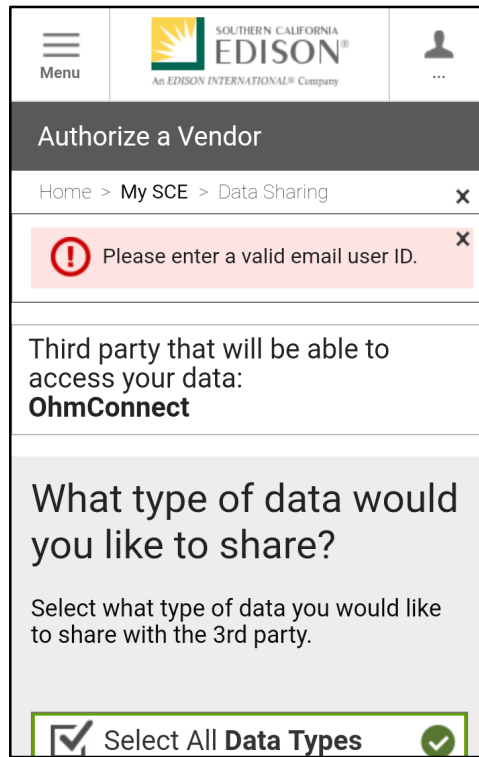 SOUTHERN CALIFORNIA
EDISON®
An EDISON INTERNATIONAL® Company
Menu
...
Authorize a Vendor
Home > My SCE > Data Sharing
Please enter a valid email user ID.
Third party that will be able to
access your data:
OhmConnect
What type of data would
you like to share?
Select what type of data you would like
to share with the 3rd party.
Select All Data Types